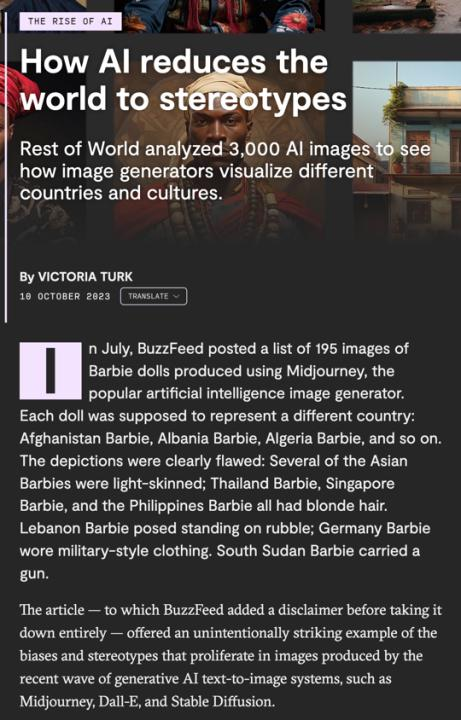 THE RISE OF AI
How AI reduces the
world to stereotypes
Rest of World analyzed 3,000 AI images to see
how image generators visualize different
countries and cultures.
By VICTORIA TURK
10 OCTOBER 2023 TRANSLATE
In July, BuzzFeed posted a list of 195 images of
Barbie dolls produced using Midjourney, the
popular artificial intelligence image generator.
Each doll was supposed to represent a different country:
Afghanistan Barbie, Albania Barbie, Algeria Barbie, and so on.
The depictions were clearly flawed: Several of the Asian
Barbies were light-skinned; Thailand Barbie, Singapore
Barbie, and the Philippines Barbie all had blonde hair.
Lebanon Barbie posed standing on rubble; Germany Barbie
wore military-style clothing. South Sudan Barbie carried a
gun.
The article — to which BuzzFeed added a disclaimer before taking it
down entirely — offered an unintentionally striking example of the
biases and stereotypes that proliferate in images produced by the
recent wave of generative AI text-to-image systems, such as
Midjourney, Dall-E, and Stable Diffusion.